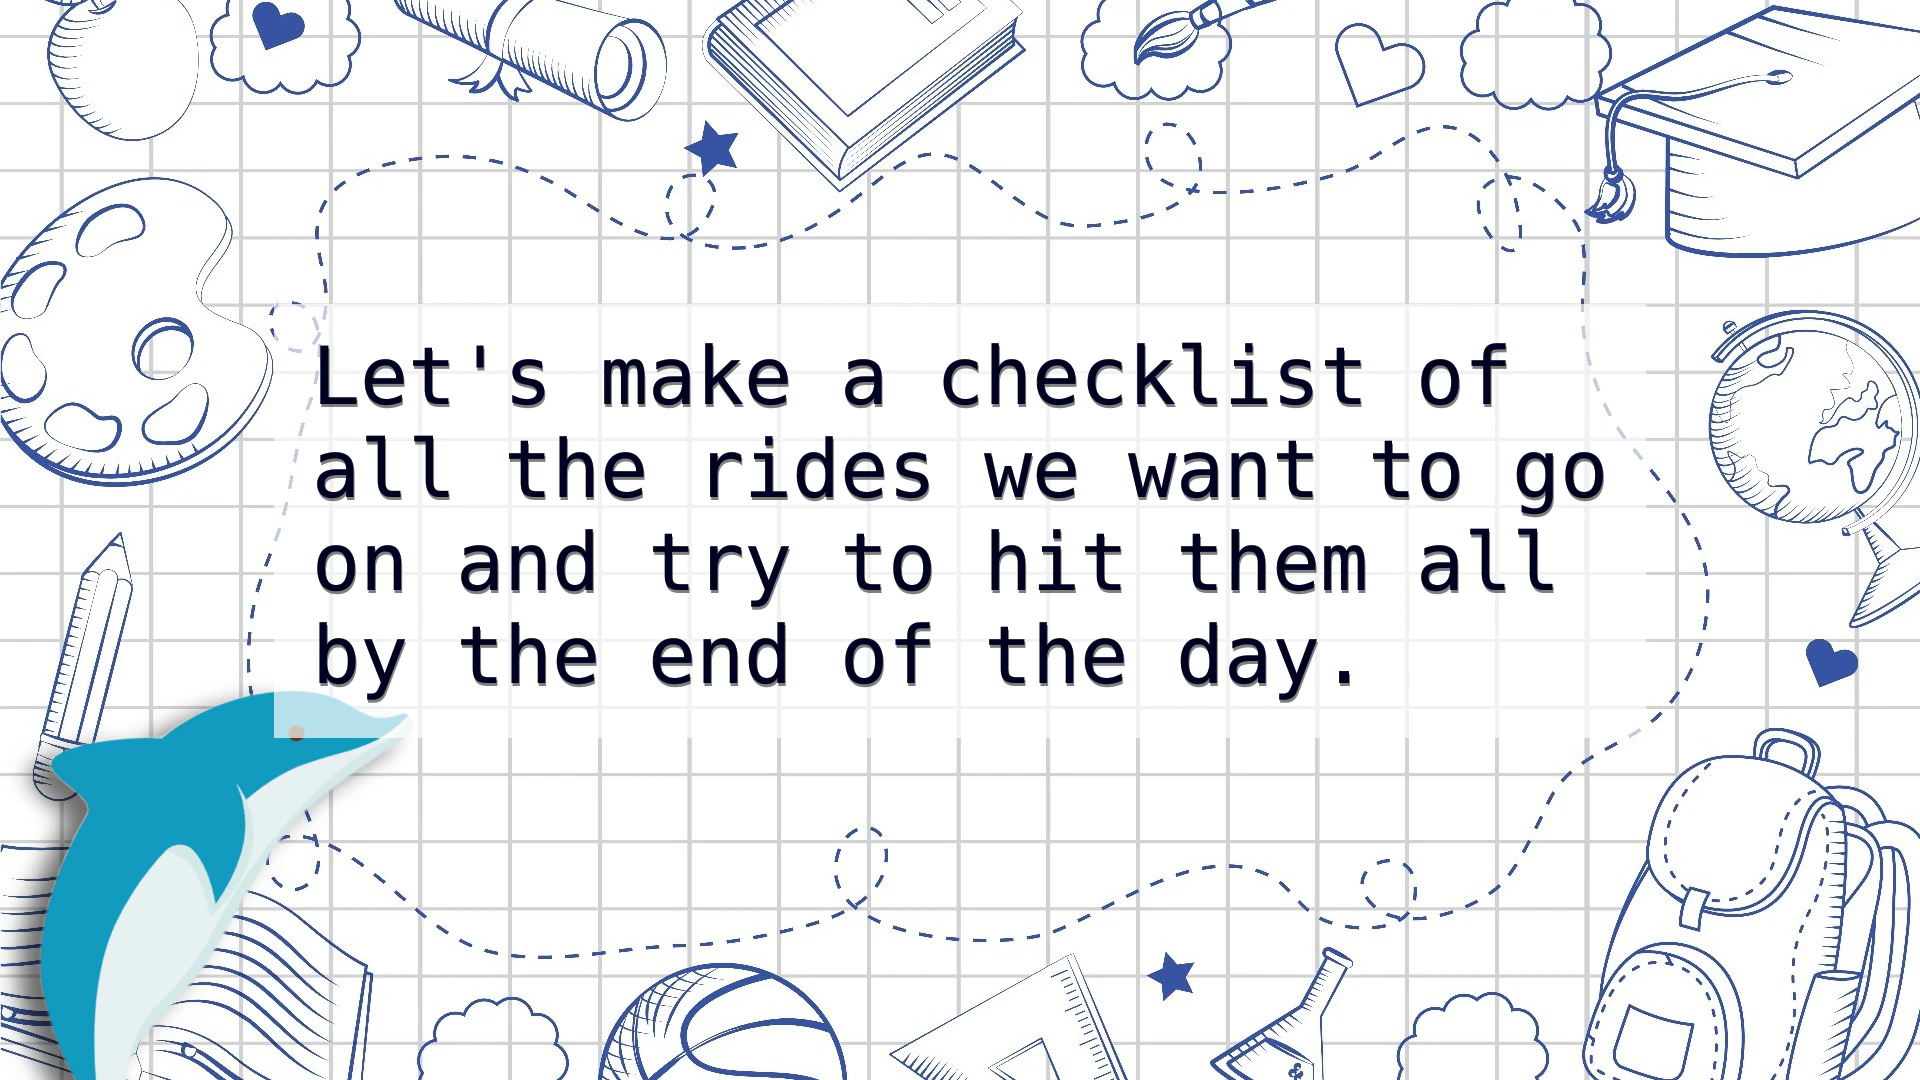 Let's make a checklist of
all the rides we want to go
on and try to hit them all
by the end of the day.